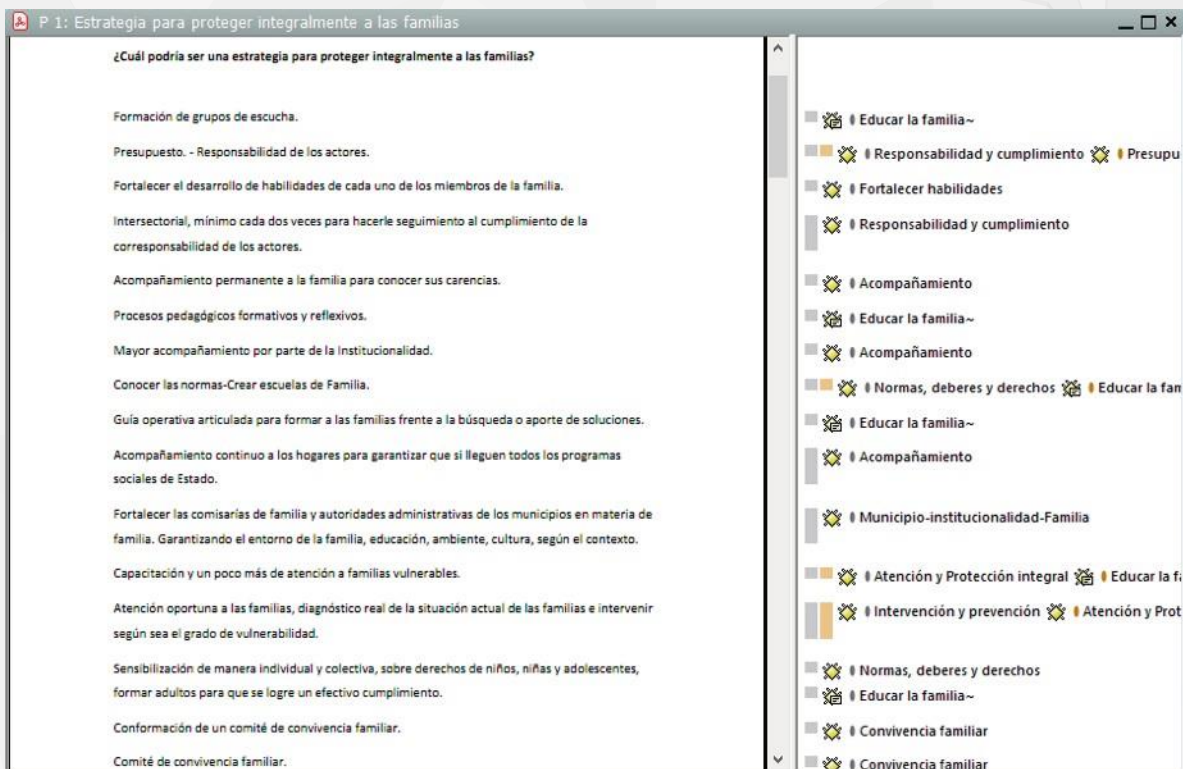 P 1: Estrategia para proteger integralmente a las familias
¿Cuál podría ser una estrategia para proteger integralmente a las familias?
Formación de grupos de escucha.
Presupuesto. - Responsabilidad de los actores.
Fortalecer el desarrollo de habilidades de cada uno de los miembros de la familia.
Intersectorial, mínimo cada dos veces para hacerle seguimiento al cumplimiento de la
corresponsabilidad de los actores.
Acompañamiento permanente a la familia para conocer sus carencias.
Procesos pedagógicos formativos y reflexivos.
Mayor acompañamiento por parte de la Institucionalidad.
Conocer las normas-Crear escuelas de Familia.
Guía operativa articulada para formar a las familias frente a la búsqueda o aporte de soluciones.
Acompañamiento continuo a los hogares para garantizar que si lleguen todos los programas
sociales de Estado.
Fortalecer las comisarías de familia y autoridades administrativas de los municipios en materia de
familia. Garantizando el entorno de la familia, educación, ambiente, cultura, según el contexto.
Capacitación y un poco más de atención a familias vulnerables.
Atención oportuna a las familias, diagnóstico real de la situación actual de las familias e intervenir
según sea el grado de vulnerabilidad.
Sensibilización de manera individual y colectiva, sobre derechos de niños, niñas y adolescentes,
formar adultos para que se logre un efectivo cumplimiento.
Conformación de un comité de convivencia familiar.
Comité de convivencia familiar.
Educar la familia~
Responsabilidad y cumplimiento Presupu
Fortalecer habilidades
Responsabilidad y cumplimiento
Acompañamiento
Educar la familia~
Acompañamiento
Normas, deberes y derechos Educar la fam
Educar la familia~
Acompañamiento
Municipio-institucionalidad-Familia
Atención y Protección integral Educar la fa
Intervención y prevención Atención y Prot
Normas, deberes y derechos
Educar la familia~
Convivencia familiar
Convivencia familiar